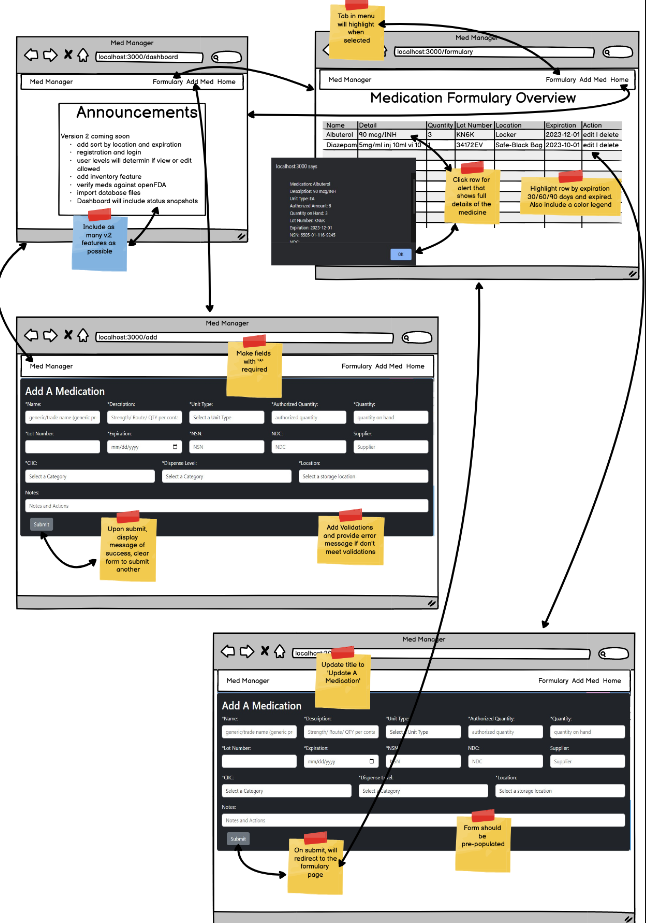 Tab in menu
will highlight
when
selected
Med Manager
localhost:3000/dashboard
Med Manager
Formulary Add Med Home
Announcements
Version 2 coming soon
• add sort by location and expiration
• registration and login
• user levels will determin if view or edit
allowed
• add inventory feature
• verify meds against openFDA
• import database files
• Dashboard will include status snapshots
Include as
many v2
features as
possible
Med Manager
localhost:3000/formulary
Med Manager
Formulary Add Med Home
Medication Formulary Overview
Name Detail Quantity Lot Number Location Expiration Action
Albuterol 90 mcg/INH 3 KN6K Locker 2023-12-01 edit | delete
Diazepam 5mg/ml inj 10ml vi 10 1 34172EV Safe-Black Bag 2023-10-01 edit | delete
localhost:3000 says
Medication: Albuterol
Description: 90 mcg/INH
Unit Type: EA
Authorized Amount: 8
Quantity on Hand: 3
Lot Number: KN6K
Expiration: 2023-12-01
OK
Click row for
alert that
shows full
details of the
medicine
Highlight row by expiration
30/60/90 days and expired.
Also include a color legend
Med Manager
localhost:3000/add
Med Manager
Formulary Add Med Home
Make fields
with "*"
required
Add A Medication
*Name: *Description: *Unit Type: *Authorized Quantity: *Quantity:
generic/trade name (generic pr Strength/ Route/ QTY per conta Select a Unit Type authorized quantity quantity on hand
*Lot Number: *Expiration: *NSN: NDC: Supplier:
mm/dd/yyyy NSN NDC Supplier
*CIIC: *Dispense Level: *Location:
Select a Category Select a Category Select a storage location
Notes:
Notes and Actions
Submit
Upon submit,
display
message of
success, clear
form to submit
another
Add Validations
and provide error
message if don't
meet validations
Med Manager
localhost:30
Med Manager
Formulary Add Med Home
Update title to
'Update A
Medication'
Add A Medication
*Name: *Description: *Unit Type: *Authorized Quantity: *Quantity:
generic/trade name (generic pr Strength/ Route/ QTY per conta Select a Unit Type authorized quantity quantity on hand
*Lot Number: *Expiration: *NSN: NDC: Supplier:
mm/dd/yyyy NSN NDC Supplier
*CIIC: *Dispense Level: *Location:
Select a Category Select a Category Select a storage location
Notes:
Notes and Actions
Submit
On submit, will
redirect to the
formulary
page
Form should
be
pre-populated